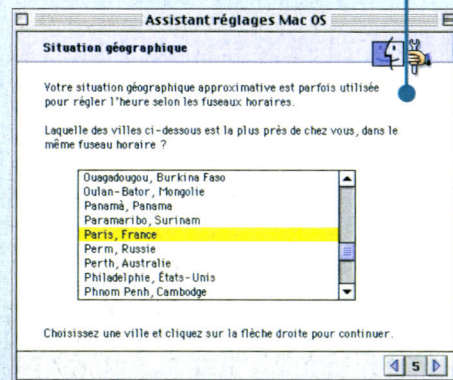 Assistant réglages Mac OS
Situation géographique
Votre situation géographique approximative est parfois utilisée
pour régler l'heure selon les fuseaux horaires.
Laquelle des villes ci-dessous est la plus près de chez vous, dans le
même fuseau horaire ?
Ouagadougou, Burkina Faso
Oulan-Bator, Mongolie
Panamà, Panama
Paramaribo, Surinam
Paris, France
Perm, Russie
Perth, Australie
Philadelphie, États-Unis
Phnom Penh, Cambodge
Choisissez une ville et cliquez sur la flèche droite pour continuer.
5